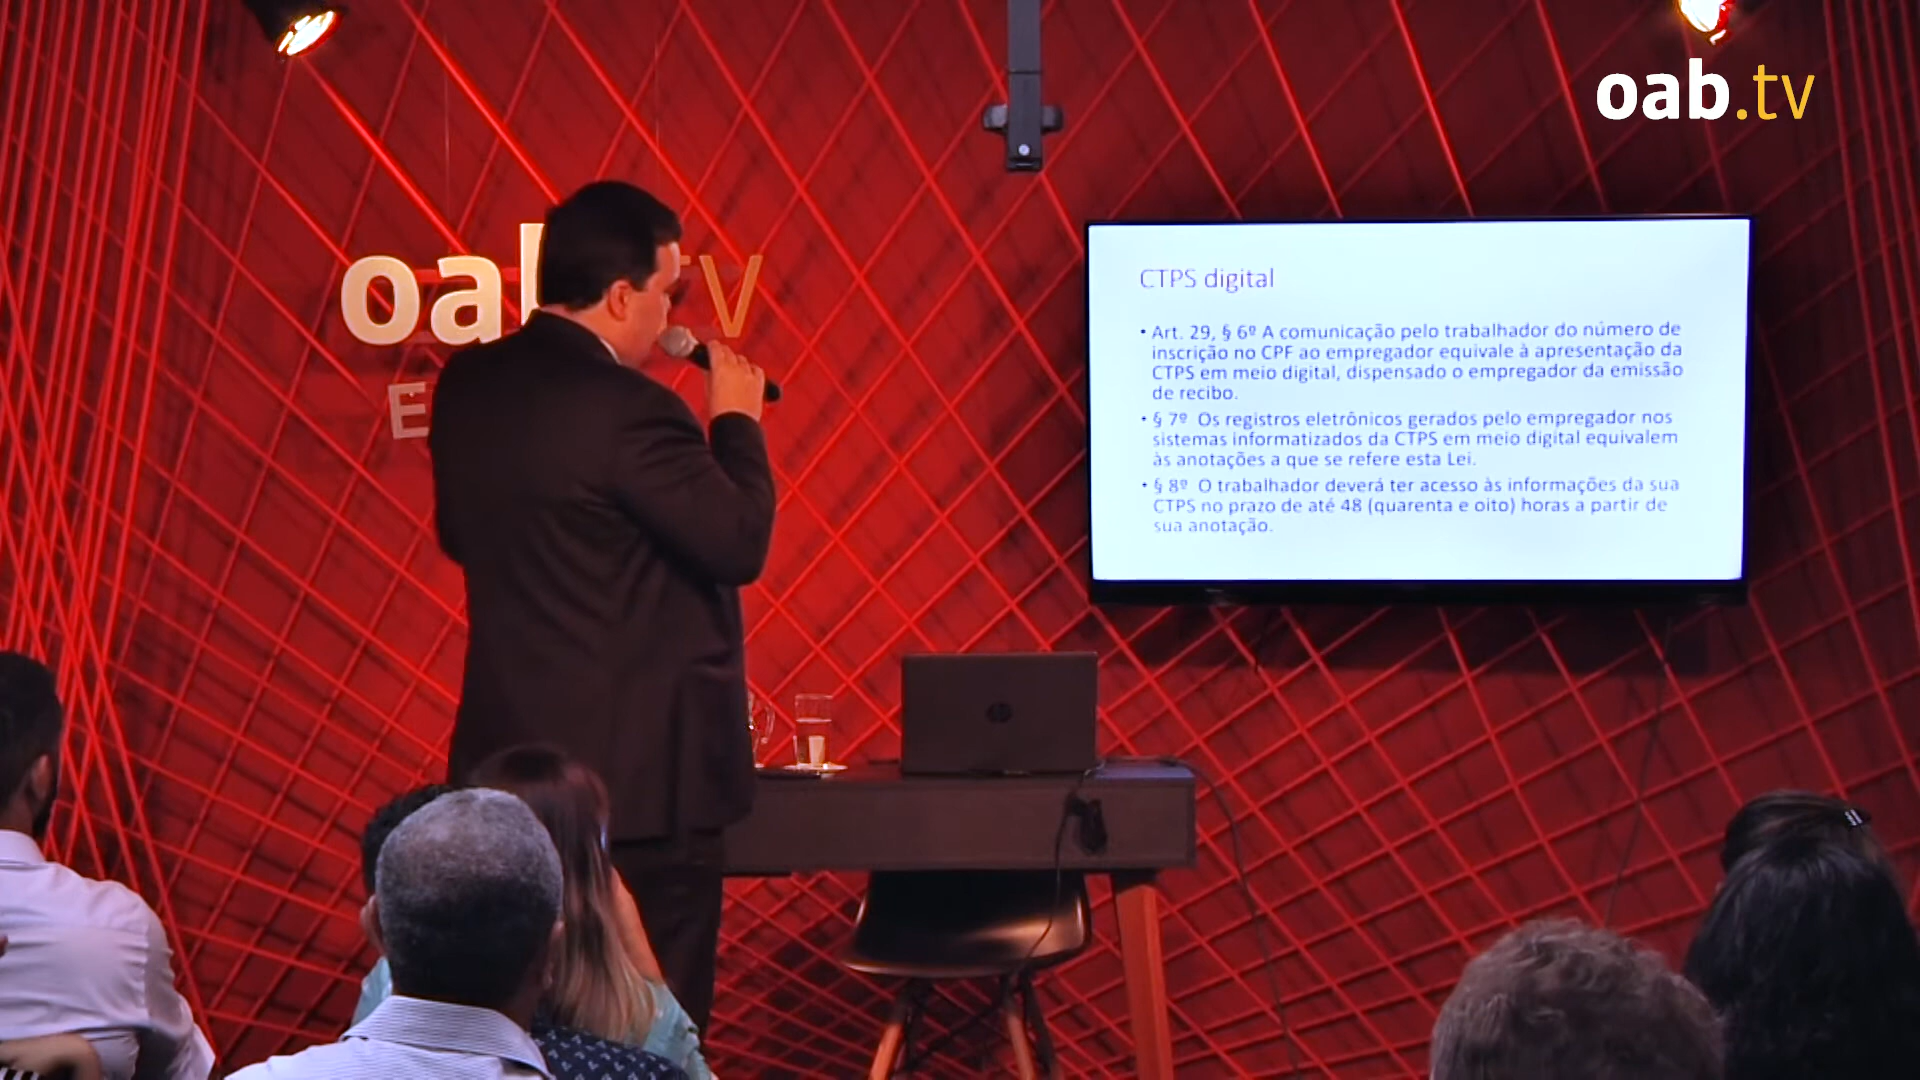 oab.tv
oa tv
E
CTPS digital
• Art. 29, § 6º A comunicação pelo trabalhador do número de
inscrição no CPF ao empregador equivale à apresentação da
CTPS em meio digital, dispensado o empregador da emissão
de recibo.
• § 7º Os registros eletrônicos gerados pelo empregador nos
sistemas informatizados da CTPS em meio digital equivalem
às anotações a que se refere esta Lei.
• § 8º O trabalhador deverá ter acesso às informações da sua
CTPS no prazo de até 48 (quarenta e oito) horas a partir de
sua anotação.
hp